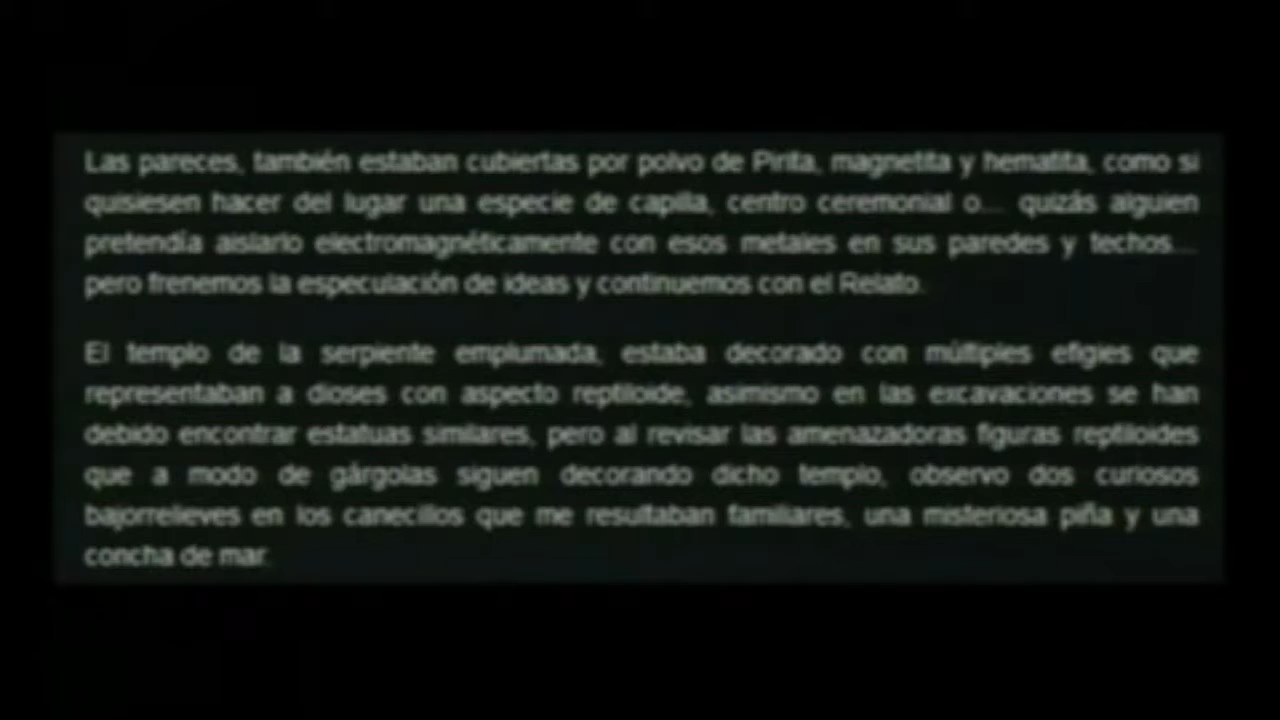 Las pareces, también estaban cubiertas por polvo de Pirita, magnetita y hematita, como si
quisiesen hacer del lugar una especie de capilla, centro ceremonial o... quizás alguien
pretendía aislarlo electromagnéticamente con esos metales en sus paredes y techos...
pero frenemos la especulación de ideas y continuemos con el Relato.
El templo de la serpiente emplumada, estaba decorado con múltiples efigies que
representaban a dioses con aspecto reptiloide, asimismo en las excavaciones se han
debido encontrar estatuas similares, pero al revisar las amenazadoras figuras reptiloides
que a modo de gárgolas siguen decorando dicho templo, observo dos curiosos
bajorrelieves en los canecillos que me resultaban familiares, una misteriosa piña y una
concha de mar.